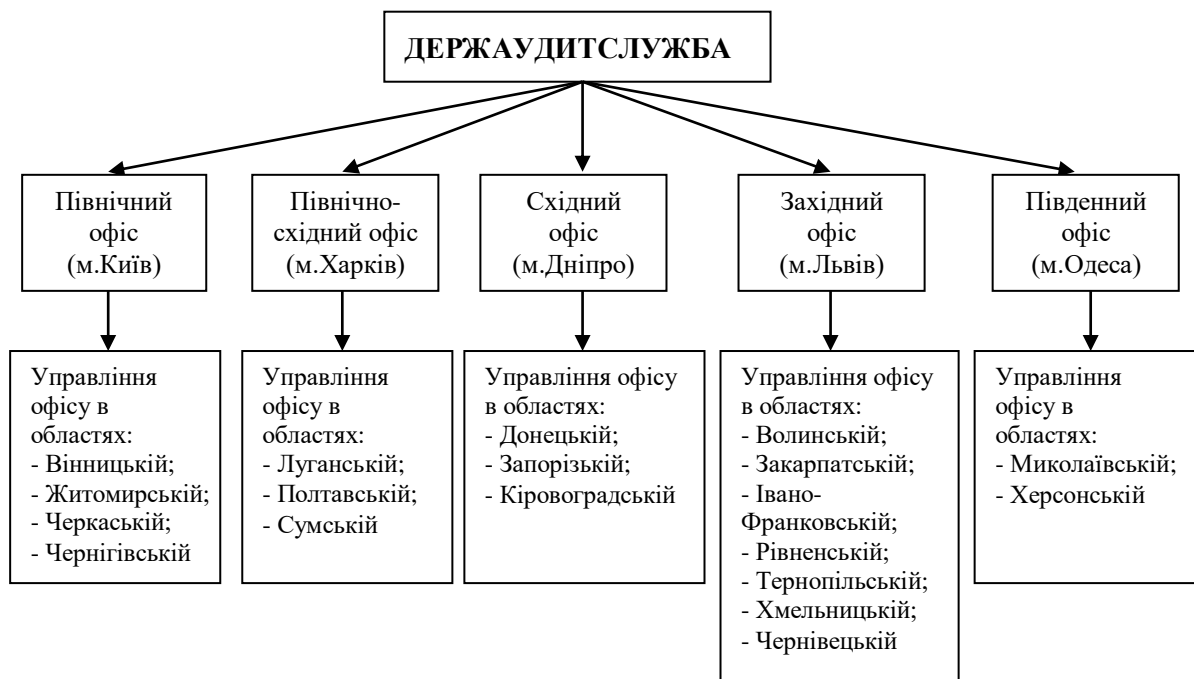 ДЕРЖАУДИТСЛУЖБА
Північний
офіс
(м.Київ)
Північно-
східний офіс
(м.Харків)
Східний
офіс
(м.Дніпро)
Західний
офіс
(м.Львів)
Південний
офіс
(м.Одеса)
Управління
офісу в
областях:
- Вінницькій;
- Житомирській;
- Черкаській;
- Чернігівській
Управління
офісу в
областях:
- Луганській;
- Полтавській;
- Сумській
Управління офісу
в областях:
- Донецькій;
- Запорізькій;
- Кіровоградській
Управління офісу
в областях:
- Волинській;
- Закарпатській;
- Івано-
Франковській;
- Рівненській;
- Тернопільській;
- Хмельницькій;
- Чернівецькій
Управління
офісу в
областях:
- Миколаївській;
- Херсонській